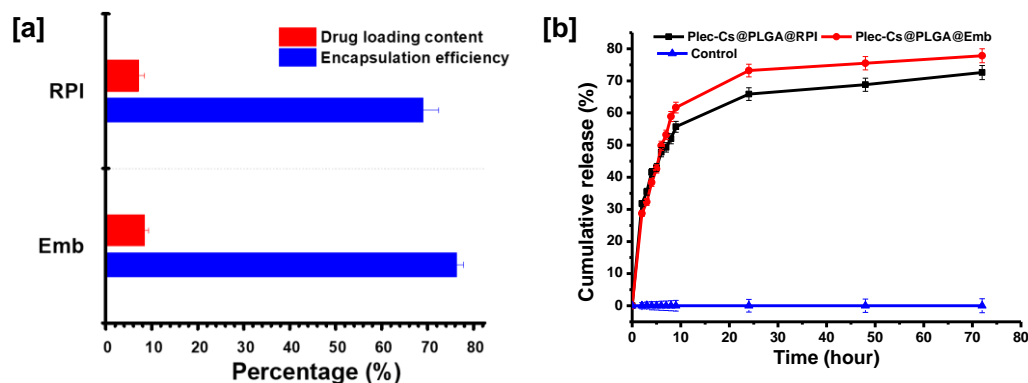 [a]
Drug loading content
Encapsulation efficiency
RPI
Emb
0 10 20 30 40 50 60 70 80
Percentage (%)
[b]
Plec-Cs@PLGA@RPI Plec-Cs@PLGA@Emb
Control
Cumulative release (%)
80
70
60
50
40
30
20
10
0
0 10 20 30 40 50 60 70 80
Time (hour)